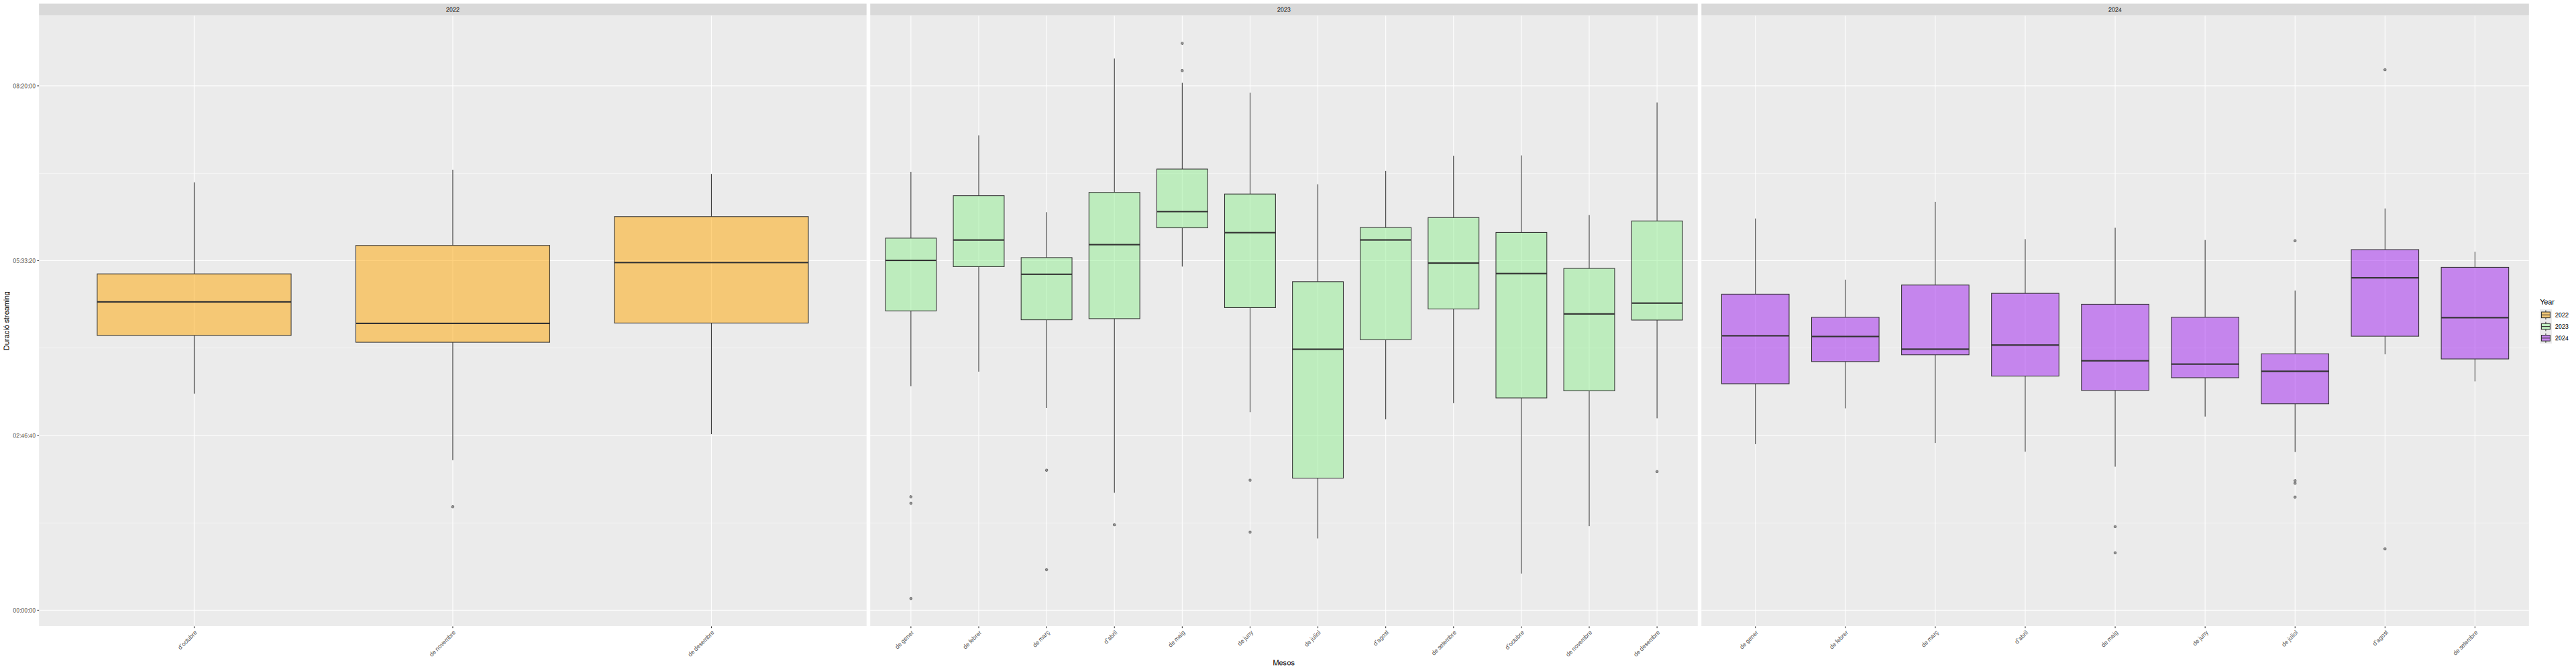 2022
2023
2024
08:20:00
05:33:20
02:46:40
00:00:00
Duració streaming
d'octubre
de novembre
de desembre
de gener
de febrer
de març
d'abril
de maig
de juny
de juliol
d'agost
de setembre
d'octubre
de novembre
de desembre
de gener
de febrer
de març
d'abril
de maig
de juny
de juliol
d'agost
de setembre
Mesos
Year
2022
2023
2024